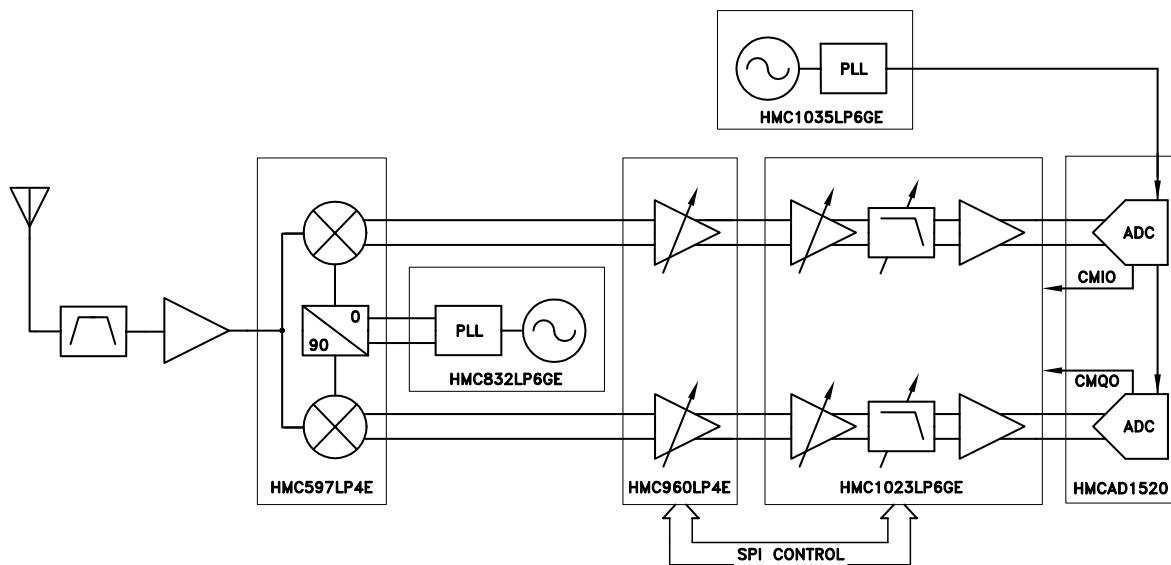 PLL
HMC1035LP6GE
ADC
CMIO
0
90
PLL
HMC832LP6GE
CMQO
ADC
HMC597LP4E
HMC960LP4E
HMC1023LP6GE
HMCAD1520
SPI CONTROL